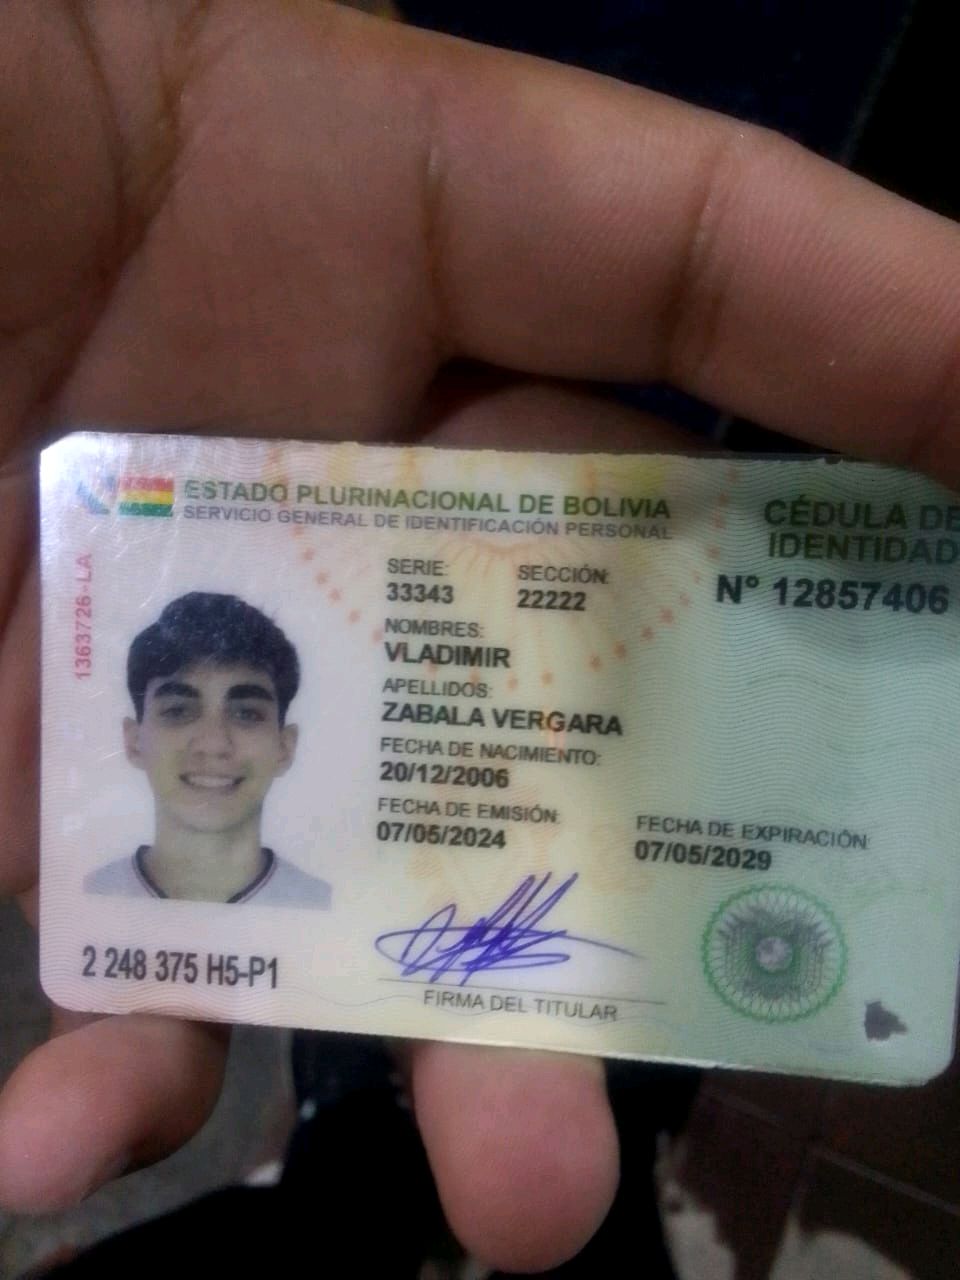 ESTADO PLURINACIONAL DE BOLIVIA
SERVICIO GENERAL DE IDENTIFICACIÓN PERSONAL
CÉDULA DE
IDENTIDAD
Nº 12857406
1363726-LA
SERIE:
33343
SECCIÓN:
22222
NOMBRES:
VLADIMIR
APELLIDOS:
ZABALA VERGARA
FECHA DE NACIMIENTO:
20/12/2006
FECHA DE EMISIÓN:
07/05/2024
FECHA DE EXPIRACIÓN:
07/05/2029
2 248 375 H5-P1
FIRMA DEL TITULAR